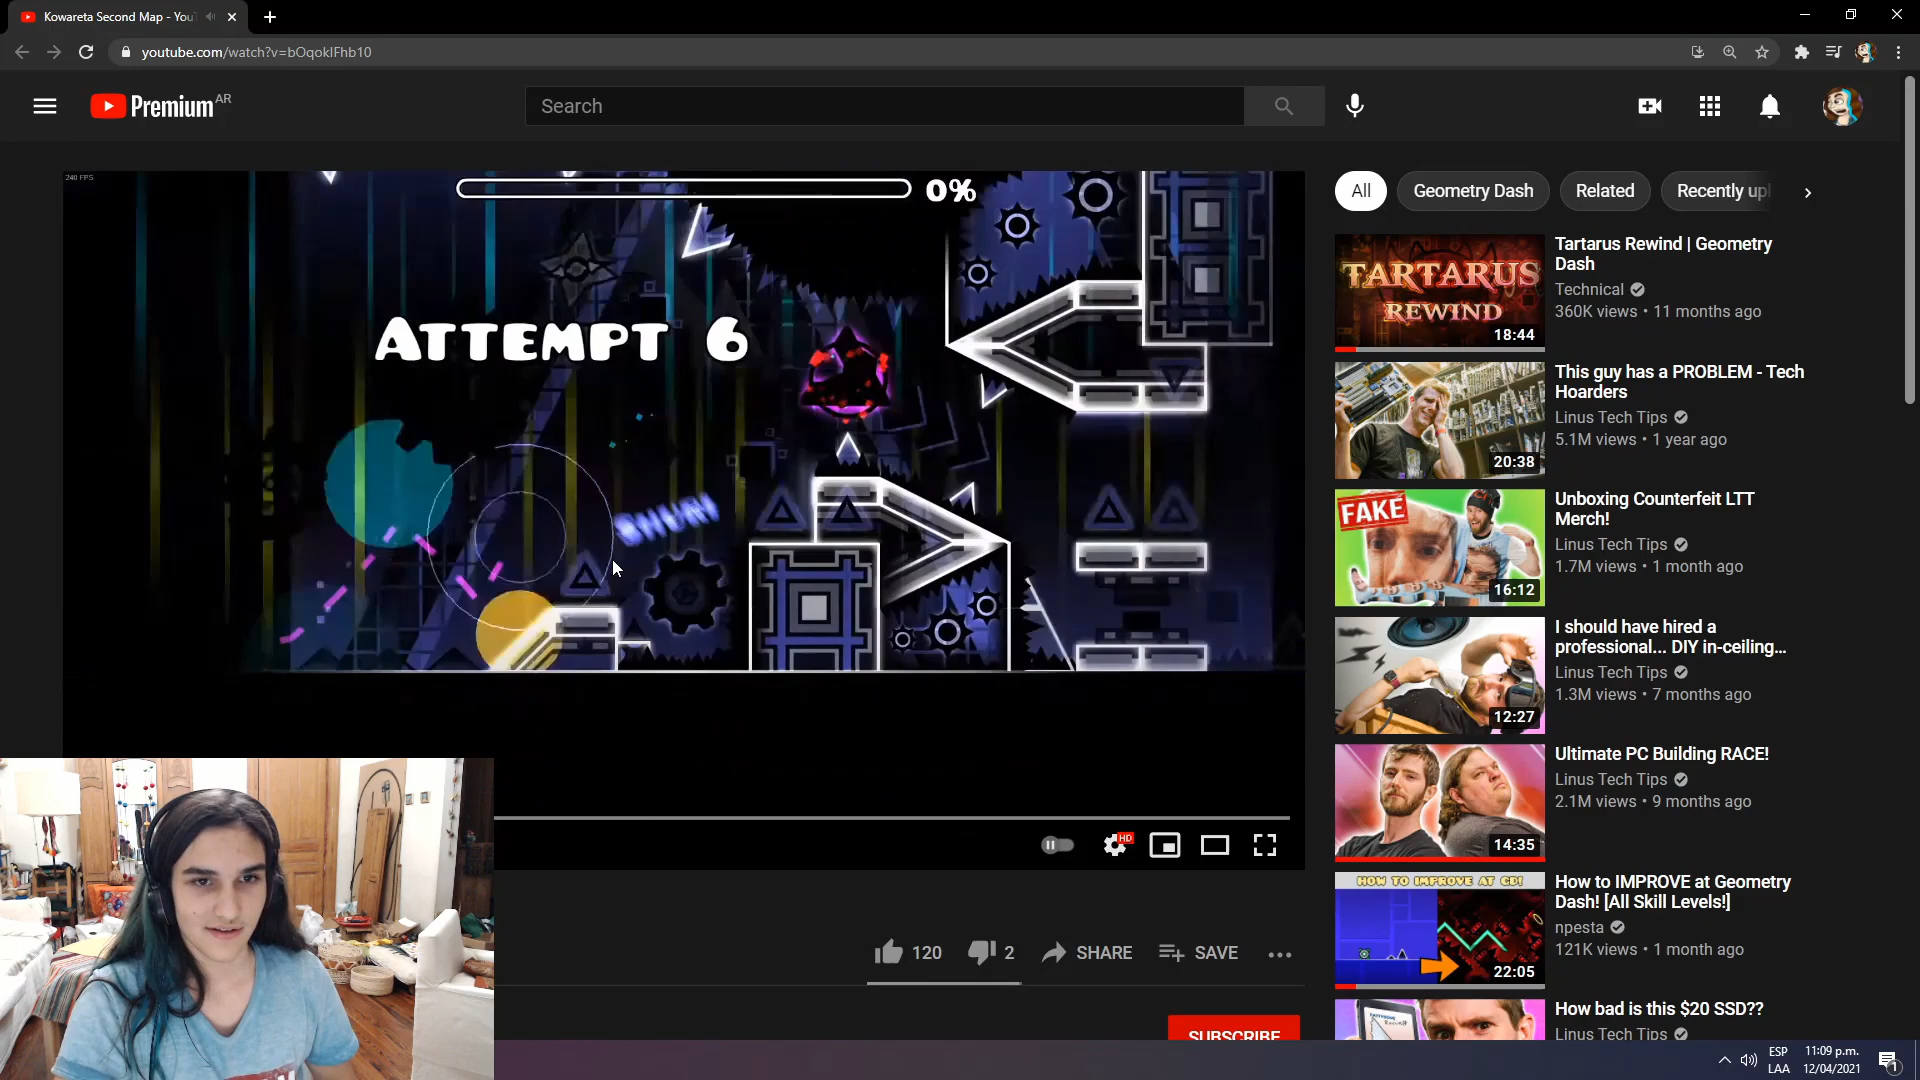 Kowareta Second Map - You
youtube.com/watch?v=bOqoklFhb10
Premium AR
Search
240 FPS
0%
ATTEMPT 6
All
Geometry Dash
Related
Recently upl
TARTARUS
REWIND
18:44
Tartarus Rewind | Geometry
Dash
Technical
360K views • 11 months ago
20:38
This guy has a PROBLEM - Tech
Hoarders
Linus Tech Tips
5.1M views • 1 year ago
FAKE
16:12
Unboxing Counterfeit LTT
Merch!
Linus Tech Tips
1.7M views • 1 month ago
12:27
I should have hired a
professional... DIY in-ceiling...
Linus Tech Tips
1.3M views • 7 months ago
14:35
Ultimate PC Building RACE!
Linus Tech Tips
2.1M views • 9 months ago
HOW TO IMPROVE AT GD!
22:05
How to IMPROVE at Geometry
Dash! [All Skill Levels!]
npesta
121K views • 1 month ago
How bad is this $20 SSD??
Linus Tech Tips
HD
120
2
SHARE
SAVE
SUBSCRIBE
ESP
LAA
11:09 p.m.
12/04/2021
1